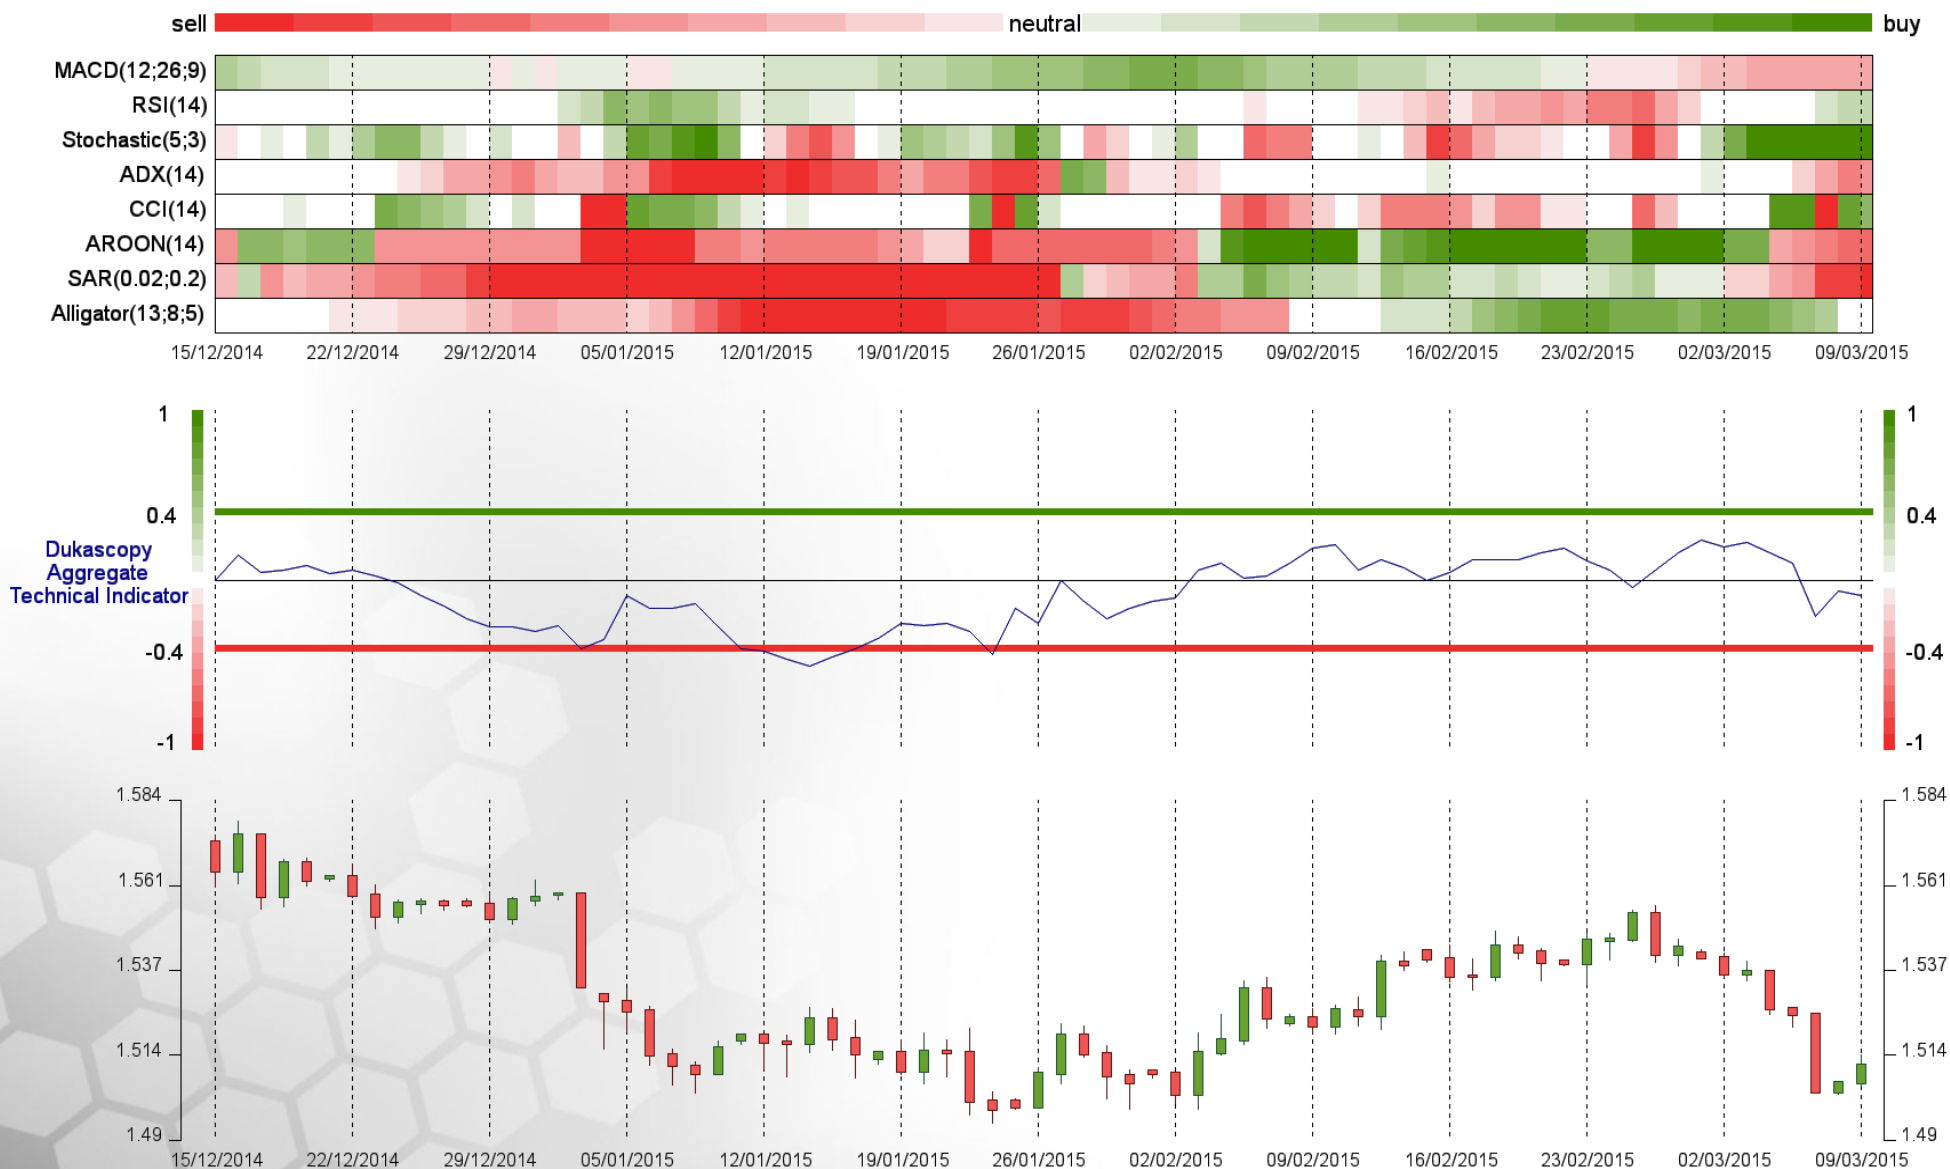 sell neutral buy
MACD(12;26;9)
RSI(14)
Stochastic(5;3)
ADX(14)
CCI(14)
AROON(14)
SAR(0.02;0.2)
Alligator(13;8;5)
15/12/2014 22/12/2014 29/12/2014 05/01/2015 12/01/2015 19/01/2015 26/01/2015 02/02/2015 09/02/2015 16/02/2015 23/02/2015 02/03/2015 09/03/2015
1 1
0.4 0.4
Dukascopy
Aggregate
Technical Indicator
-0.4 -0.4
-1 -1
1.584 1.584
1.561 1.561
1.537 1.537
1.514 1.514
1.49 1.49
15/12/2014 22/12/2014 29/12/2014 05/01/2015 12/01/2015 19/01/2015 26/01/2015 02/02/2015 09/02/2015 16/02/2015 23/02/2015 02/03/2015 09/03/2015